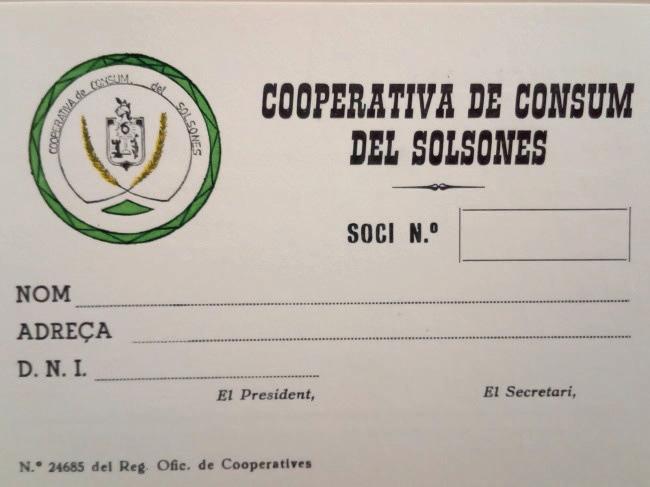 COOPERATIVA de CONSUM. del SOLSONES
COOPERATIVA DE CONSUM
DEL SOLSONES
SOCI N.º
NOM
ADREÇA
D. N. I.
El President,
El Secretari,
N.º 24685 del Reg. Ofic. de Cooperatives